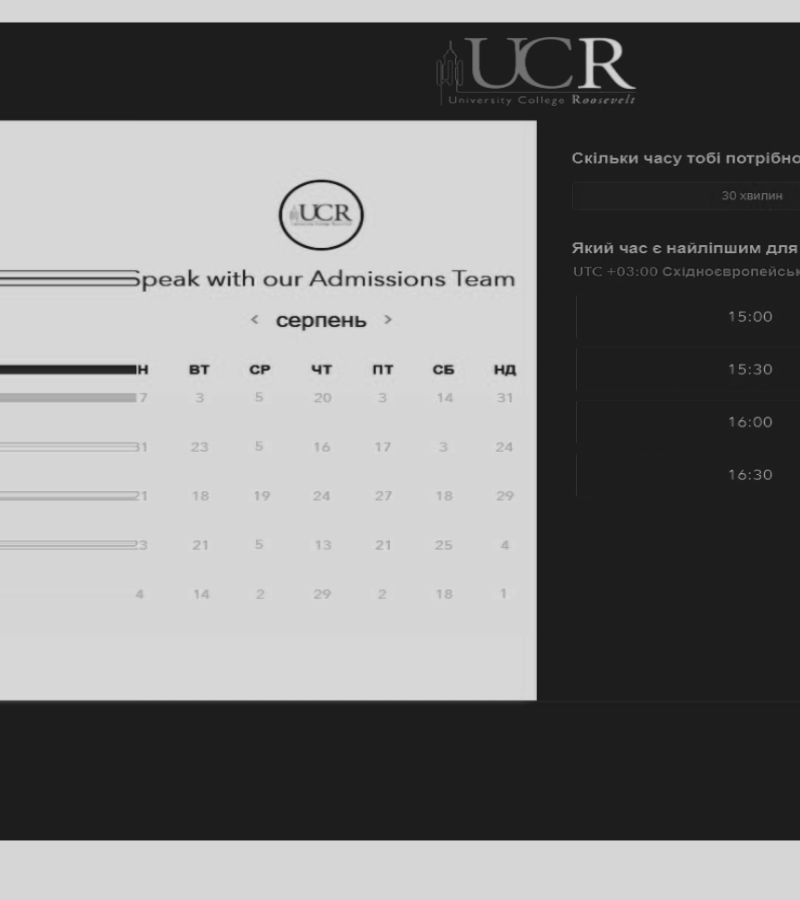 UCR
University College Roosevelt
UCR
Speak with our Admissions Team
< серпень >
Н ВТ СР ЧТ ПТ СБ НД
7 3 5 20 3 14 31
31 23 5 16 17 3 24
21 18 19 24 27 18 29
23 21 5 13 21 25 4
4 14 2 29 2 18 1
Скільки часу тобі потрібно
30 хвилин
Який час є найліпшим для
UTC +03:00 Східноєвропейськ
15:00
15:30
16:00
16:30